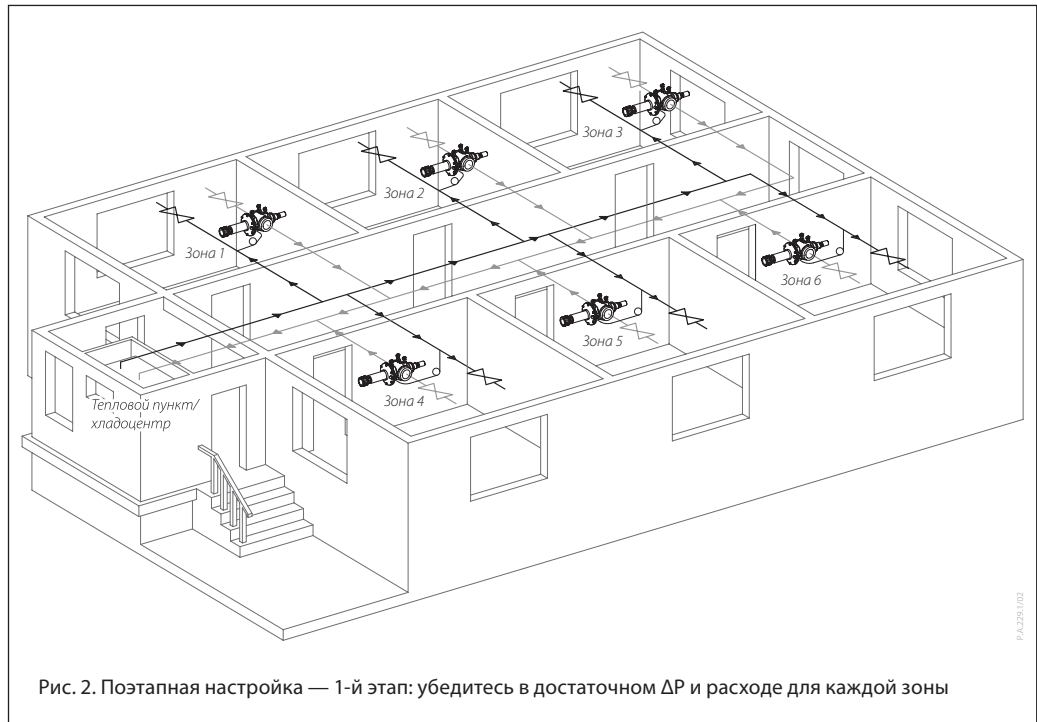 Зона 3
Зона 2
Зона 1
Зона 6
Зона 5
Зона 4
Тепловой пункт/
хладоцентр
P.A.229.1/02
Рис. 2. Поэтапная настройка — 1-й этап: убедитесь в достаточном ΔP и расходе для каждой зоны